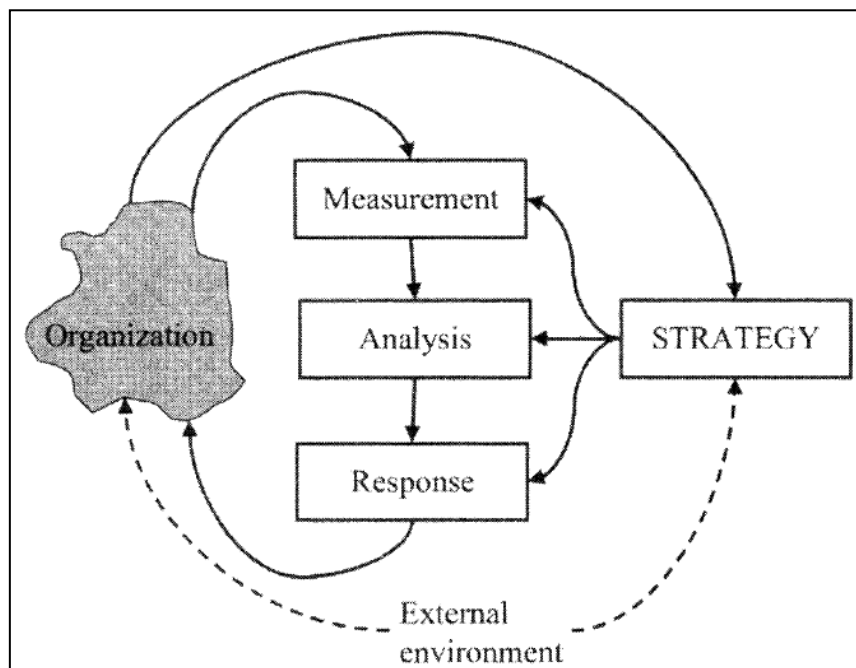 Measurement
Organization
Analysis
STRATEGY
Response
External
environment